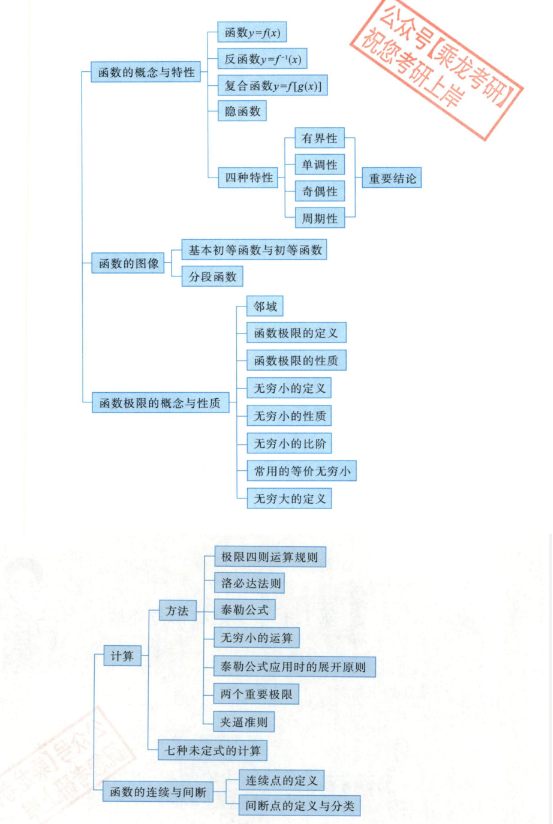 公众号【乘龙考研】
祝您考研上岸
函数y=f(x)
反函数y=f⁻¹(x)
函数的概念与特性
复合函数y=f[g(x)]
隐函数
有界性
单调性
四种特性
重要结论
奇偶性
周期性
基本初等函数与初等函数
函数的图像
分段函数
邻域
函数极限的定义
函数极限的性质
无穷小的定义
函数极限的概念与性质
无穷小的性质
无穷小的比阶
常用的等价无穷小
无穷大的定义
极限四则运算规则
洛必达法则
方法
泰勒公式
无穷小的运算
计算
泰勒公式应用时的展开原则
两个重要极限
夹逼准则
七种未定式的计算
连续点的定义
函数的连续与间断
间断点的定义与分类